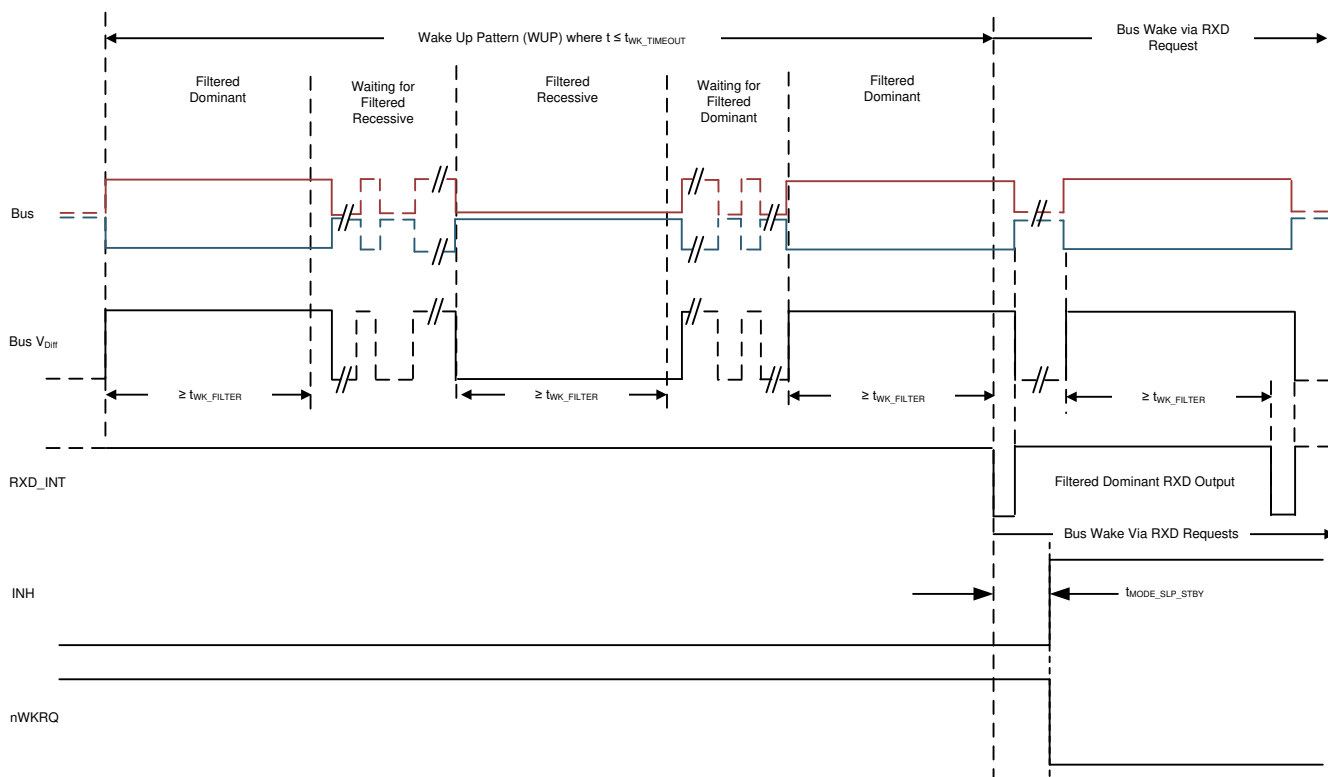 Wake Up Pattern (WUP) where t ≤ tWK_TIMEOUT
Bus Wake via RXD
Request
Filtered
Dominant
Waiting for
Filtered
Recessive
Filtered
Recessive
Waiting for
Filtered
Dominant
Filtered
Dominant
Bus
Bus VDiff
≥ tWK_FILTER
≥ tWK_FILTER
≥ tWK_FILTER
≥ tWK_FILTER
RXD_INT
Filtered Dominant RXD Output
Bus Wake Via RXD Requests
INH
tMODE_SLP_STBY
nWKRQ